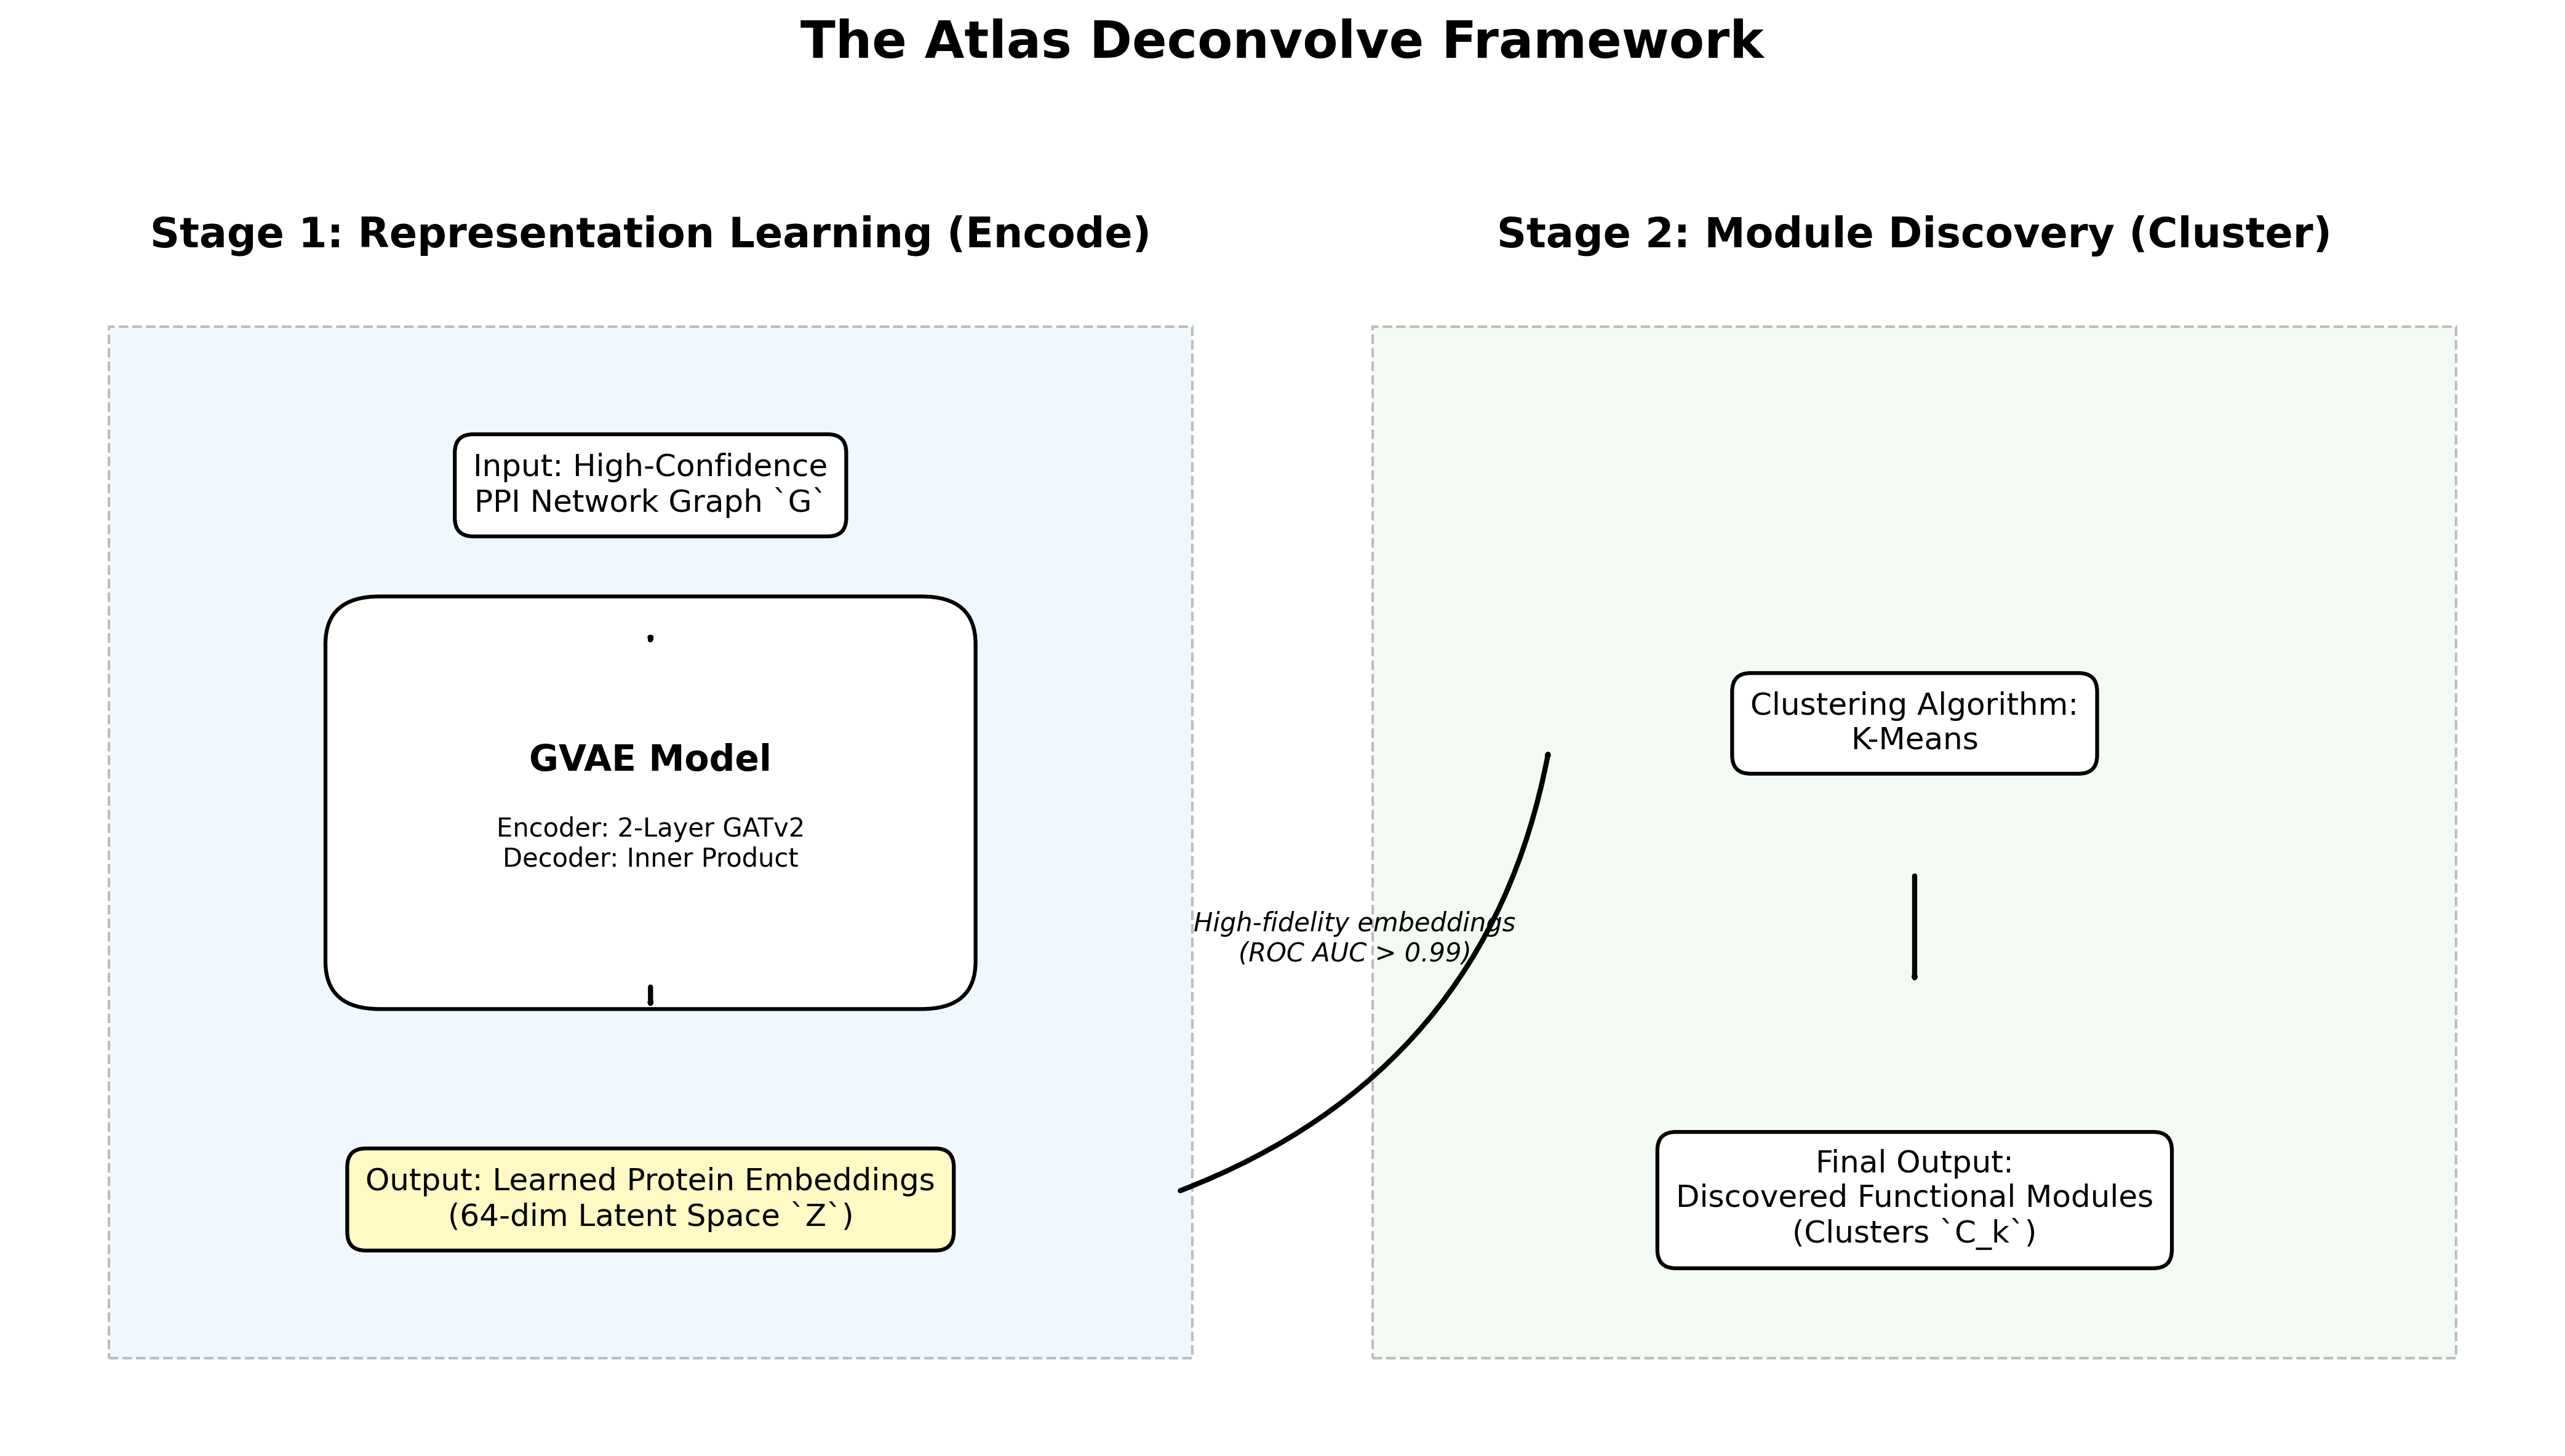 The Atlas Deconvolve Framework
Stage 1: Representation Learning (Encode)
Input: High-Confidence
PPI Network Graph `G`
GVAE Model
Encoder: 2-Layer GATv2
Decoder: Inner Product
Output: Learned Protein Embeddings
(64-dim Latent Space `Z`)
High-fidelity embeddings
(ROC AUC > 0.99)
Stage 2: Module Discovery (Cluster)
Clustering Algorithm:
K-Means
Final Output:
Discovered Functional Modules
(Clusters `C_k`)